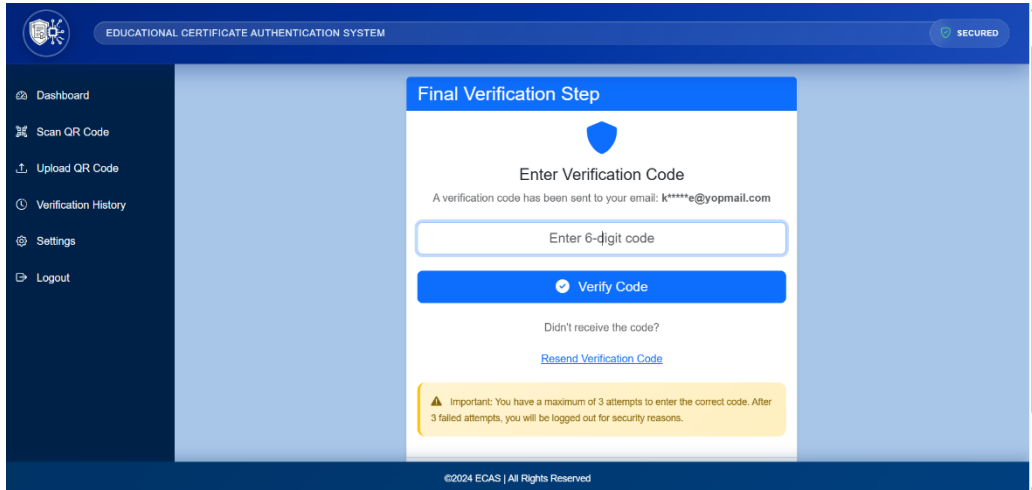 EDUCATIONAL CERTIFICATE AUTHENTICATION SYSTEM
SECURED
Dashboard
Scan QR Code
Upload QR Code
Verification History
Settings
Logout
Final Verification Step
Enter Verification Code
A verification code has been sent to your email: k*****e@yopmail.com
Enter 6-digit code
Verify Code
Didn't receive the code?
Resend Verification Code
Important: You have a maximum of 3 attempts to enter the correct code. After
3 failed attempts, you will be logged out for security reasons.
©2024 ECAS | All Rights Reserved